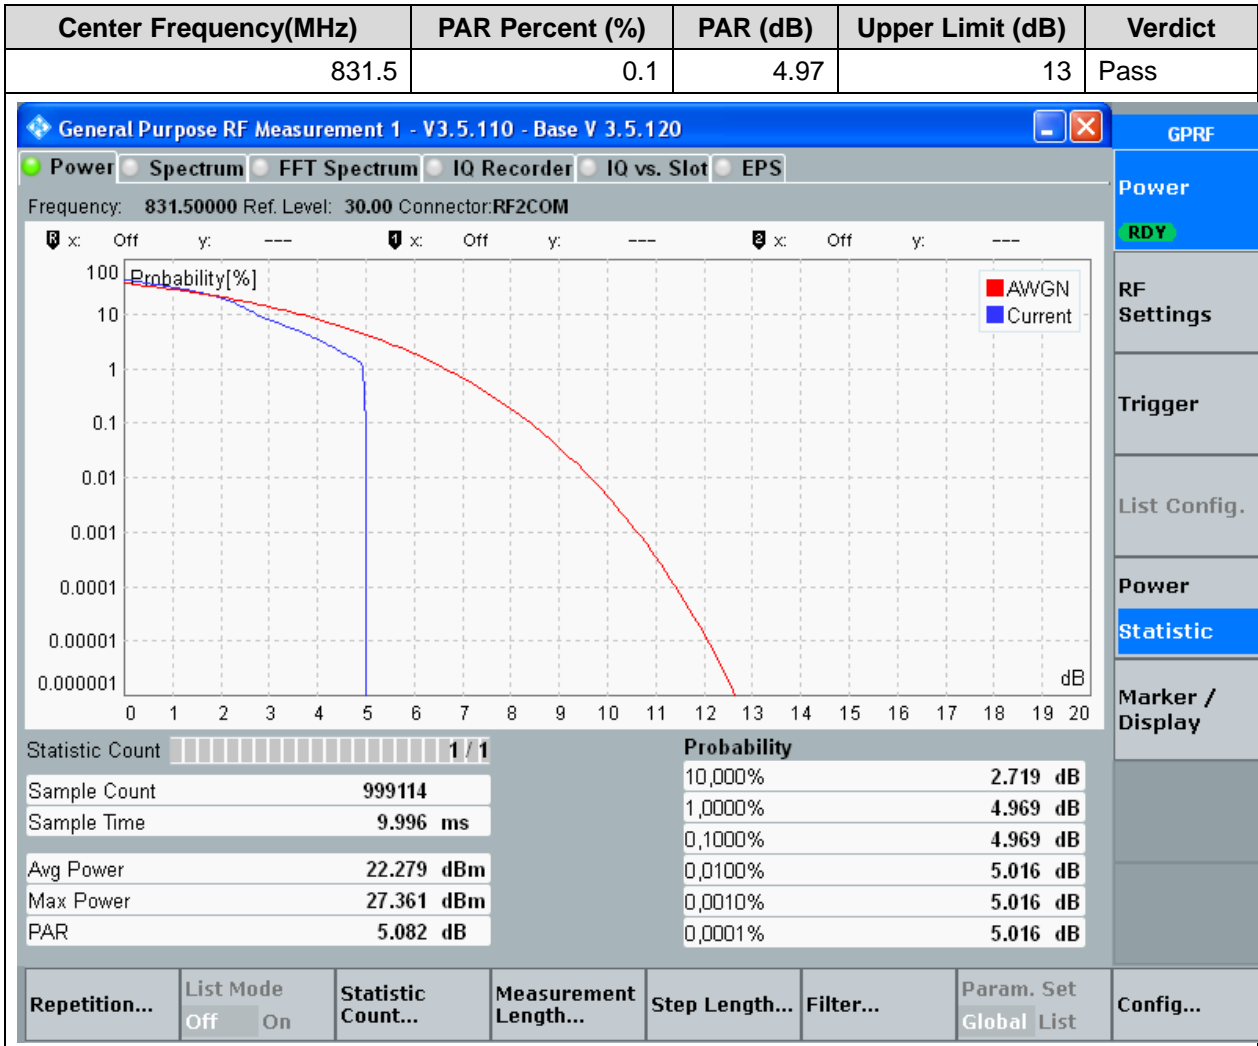 Center Frequency(MHz) PAR Percent (%) PAR (dB) Upper Limit (dB) Verdict
831.5 0.1 4.97 13 Pass
General Purpose RF Measurement 1 - V3.5.110 - Base V 3.5.120
GPRF
Power Spectrum FFT Spectrum IQ Recorder IQ vs. Slot EPS
Power
RDY
Frequency: 831.50000 Ref. Level: 30.00 Connector:RF2COM
R x: Off y: --- 1 x: Off y: --- 2 x: Off y: ---
Probability[%]
100
10
1
0.1
0.01
0.001
0.0001
0.00001
0.000001
AWGN
Current
dB
0 1 2 3 4 5 6 7 8 9 10 11 12 13 14 15 16 17 18 19 20
RF
Settings
Trigger
List Config.
Power
Statistic
Marker /
Display
Statistic Count 1 / 1
Sample Count 999114
Sample Time 9.996 ms
Avg Power 22.279 dBm
Max Power 27.361 dBm
PAR 5.082 dB
Probability
10,000% 2.719 dB
1,0000% 4.969 dB
0,1000% 4.969 dB
0,0100% 5.016 dB
0,0010% 5.016 dB
0,0001% 5.016 dB
Repetition...
List Mode
Off On
Statistic
Count...
Measurement
Length...
Step Length...
Filter...
Param. Set
Global List
Config...